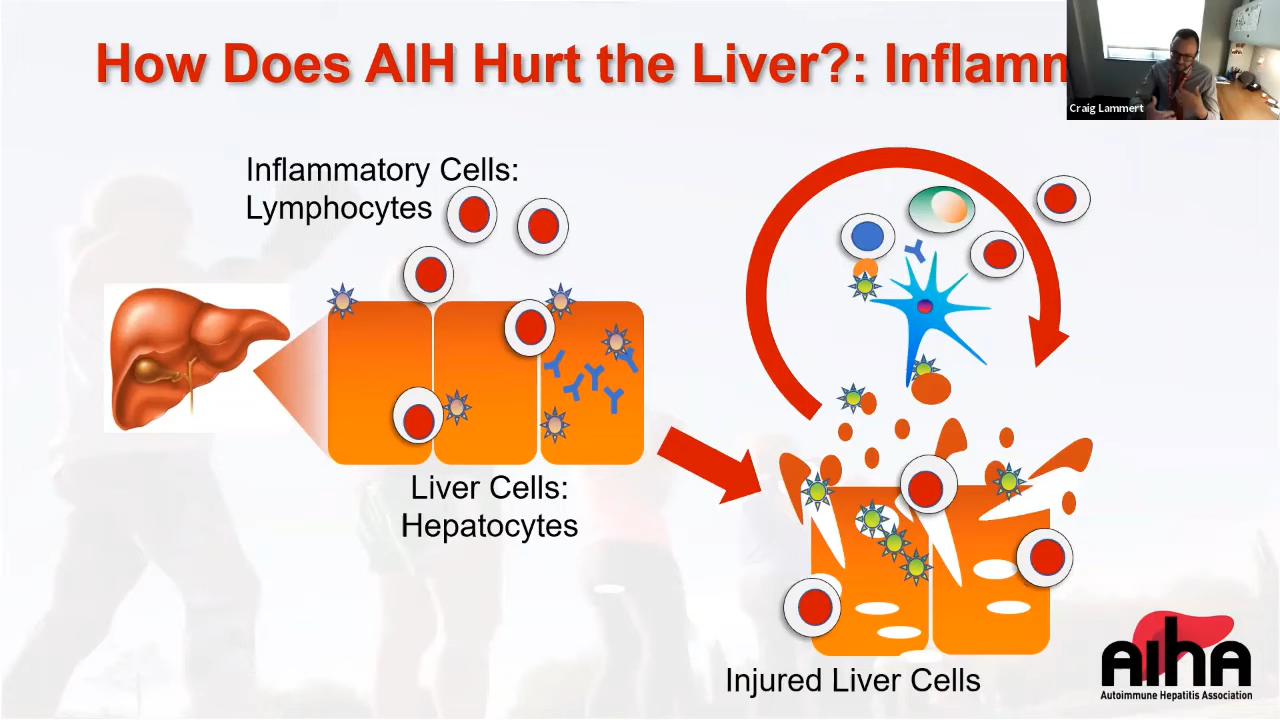 How Does AIH Hurt the Liver?: Inflamm
Craig Lammert
Inflammatory Cells:
Lymphocytes
Liver Cells:
Hepatocytes
Injured Liver Cells
AIHA
Autoimmune Hepatitis Association